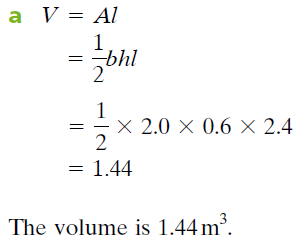 a V = Al
= 1/2 bhl
= 1/2 × 2.0 × 0.6 × 2.4
= 1.44
The volume is 1.44 m³.